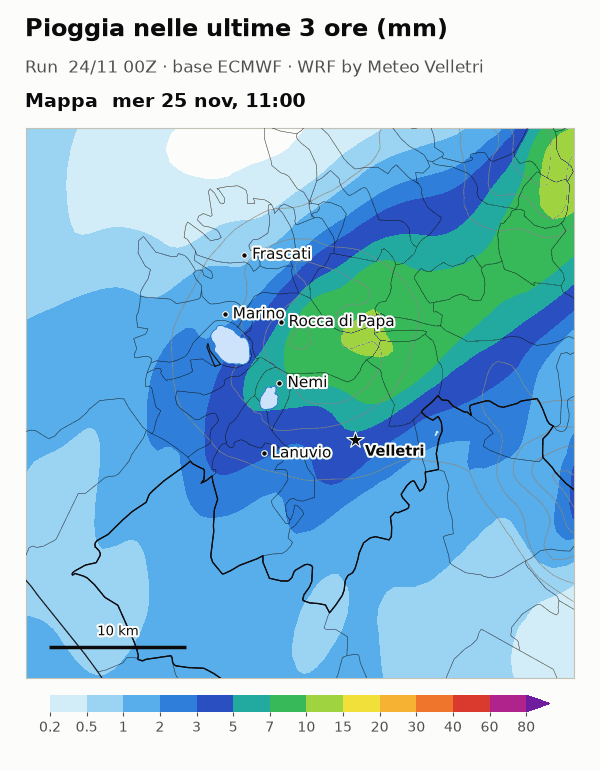 Pioggia nelle ultime 3 ore (mm)
Run  24/11 00Z · base ECMWF · WRF by Meteo Velletri
Mappa  mer 25 nov, 11:00
Frascati
Marino
Rocca di Papa
Nemi
Velletri
Lanuvio
10 km
0.2 0.5 1 2 3 5 7 10 15 20 30 40 60 80